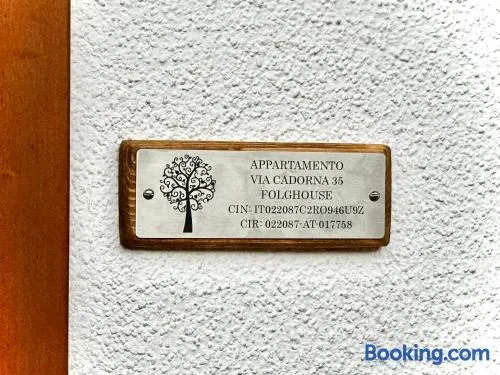 APPARTAMENTO
VIA CADORNA 35
FOLGHOUSE
CIN: IT022087C2RO946U9Z
CIR: 022087-AT-017758
Booking.com